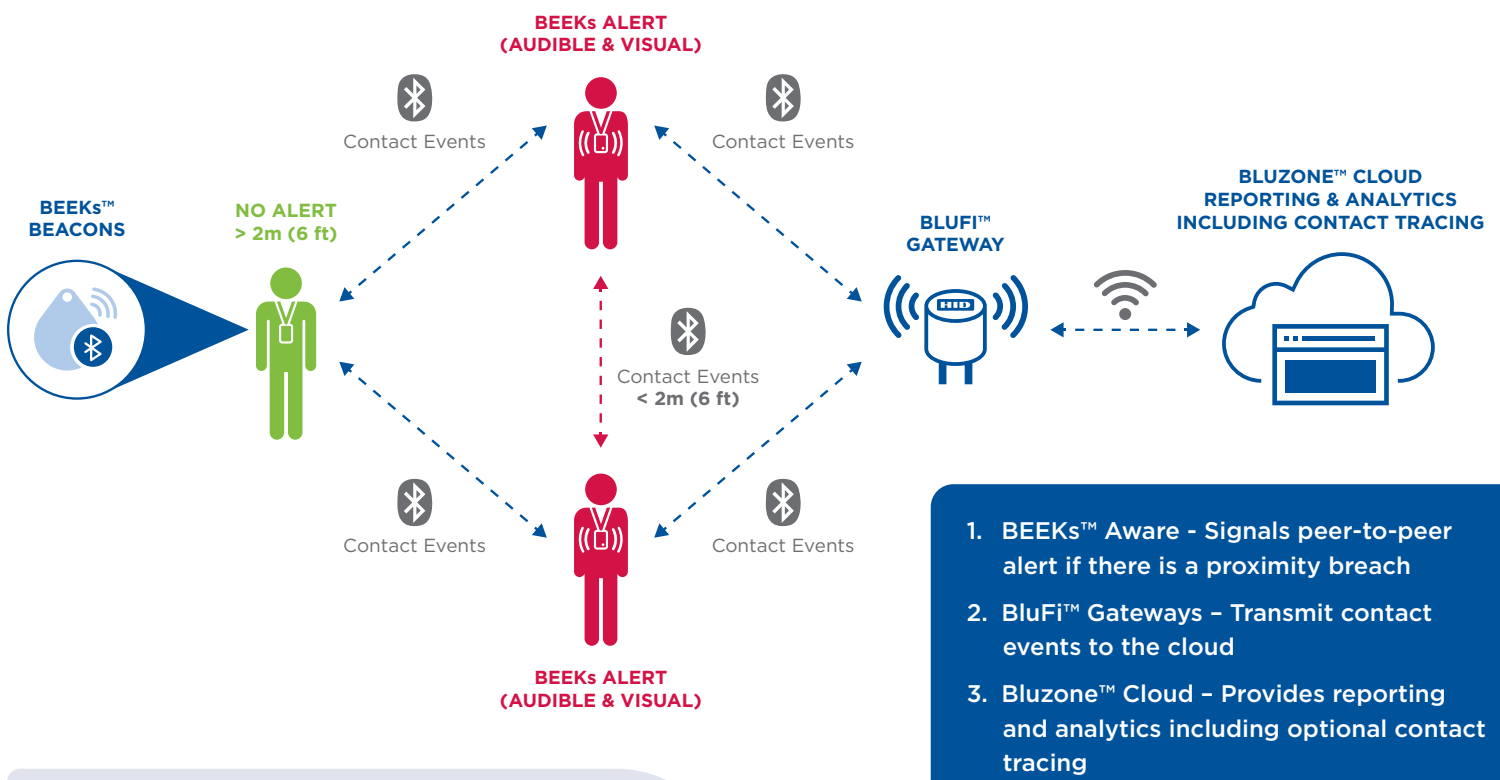 BEEKs ALERT
(AUDIBLE & VISUAL)
Contact Events
Contact Events
BEEKs™
BEACONS
NO ALERT
> 2m (6 ft)
BLUFI™
GATEWAY
BLUZONE™ CLOUD
REPORTING & ANALYTICS
INCLUDING CONTACT TRACING
HID
Contact Events
< 2m (6 ft)
Contact Events
Contact Events
BEEKs ALERT
(AUDIBLE & VISUAL)
1. BEEKs™ Aware - Signals peer-to-peer
alert if there is a proximity breach
2. BluFi™ Gateways – Transmit contact
events to the cloud
3. Bluzone™ Cloud – Provides reporting
and analytics including optional contact
tracing